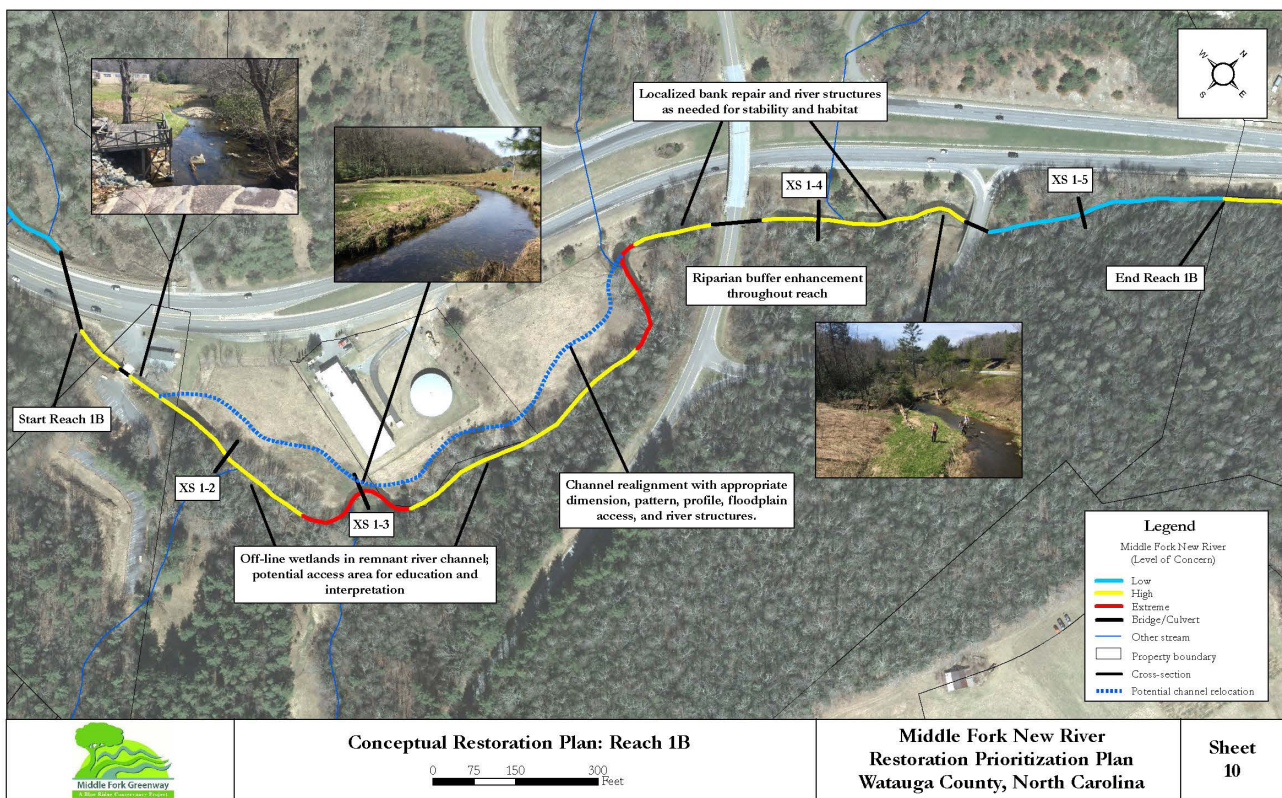 Localized bank repair and river structures
as needed for stability and habitat
W
N
S
E
XS 1-4
XS 1-5
Riparian buffer enhancement
throughout reach
End Reach 1B
Start Reach 1B
XS 1-2
XS 1-3
Channel realignment with appropriate
dimension, pattern, profile, floodplain
access, and river structures.
Off-line wetlands in remnant river channel;
potential access area for education and
interpretation
Legend
Middle Fork New River
(Level of Concern)
Low
High
Extreme
Bridge/Culvert
Other stream
Property boundary
Cross-section
Potential channel relocation
Middle Fork Greenway
A Blue Ridge Conservancy Project
Conceptual Restoration Plan: Reach 1B
0 75 150 300
Feet
Middle Fork New River
Restoration Prioritization Plan
Watauga County, North Carolina
Sheet
10